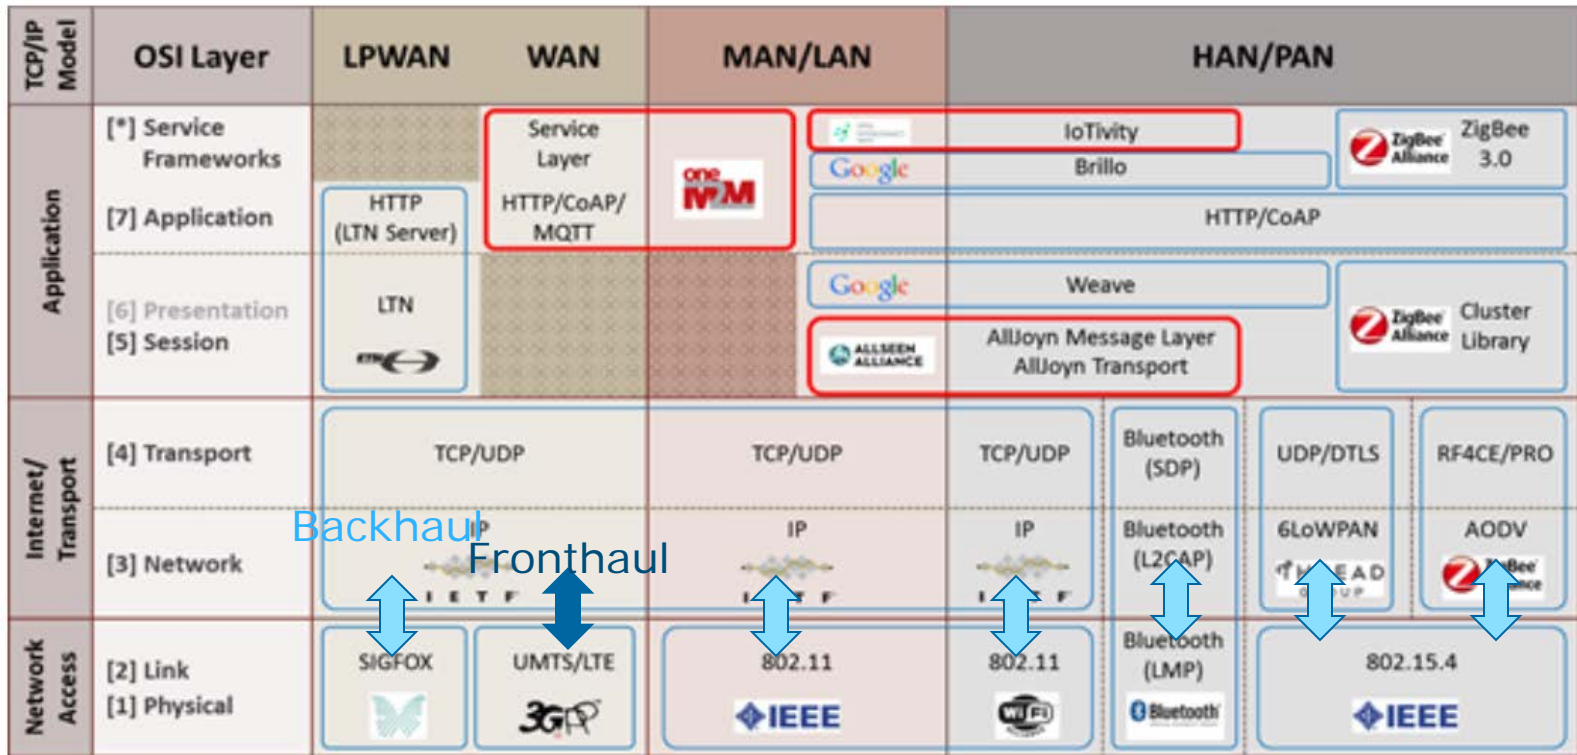 TCP/IP Model
OSI Layer
LPWAN
WAN
MAN/LAN
HAN/PAN
Application
[*] Service
Frameworks
Service
Layer
one
M2M
IoTivity
Google
Brillo
ZigBee
Alliance
ZigBee
3.0
[7] Application
HTTP
(LTN Server)
HTTP/CoAP/
MQTT
HTTP/CoAP
[6] Presentation
[5] Session
LTN
ETSI
Google
Weave
ALLSEEN
ALLIANCE
AllJoyn Message Layer
AllJoyn Transport
ZigBee
Alliance
Cluster
Library
Internet/
Transport
[4] Transport
TCP/UDP
TCP/UDP
TCP/UDP
Bluetooth
(SDP)
UDP/DTLS
RF4CE/PRO
Backhaul
Fronthaul
[3] Network
IP
I E T F
IP
IP
Bluetooth
(L2CAP)
6LoWPAN
AODV
Network
Access
[2] Link
[1] Physical
SIGFOX
UMTS/LTE
3GPP
802.11
IEEE
802.11
Wi Fi
Bluetooth
(LMP)
Bluetooth
802.15.4
IEEE